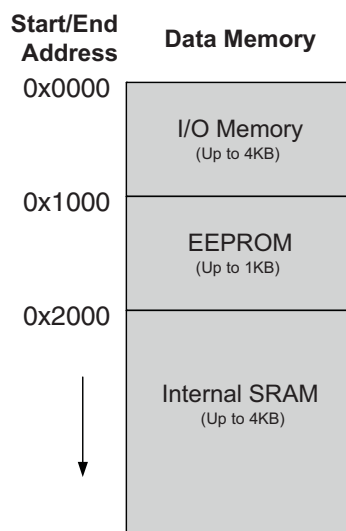 Start/End
Address
Data Memory
0x0000
I/O Memory
(Up to 4KB)
0x1000
EEPROM
(Up to 1KB)
0x2000
Internal SRAM
(Up to 4KB)